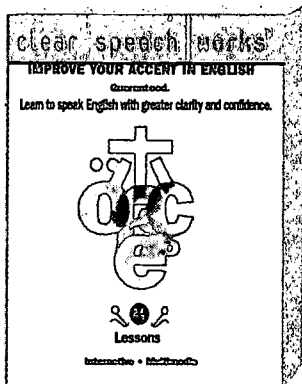 clear speech works
IMPROVE YOUR ACCENT IN ENGLISH
Guaranteed.
Learn to speak English with greater clarity and confidence.
24
Lessons
Interactive • Multimedia